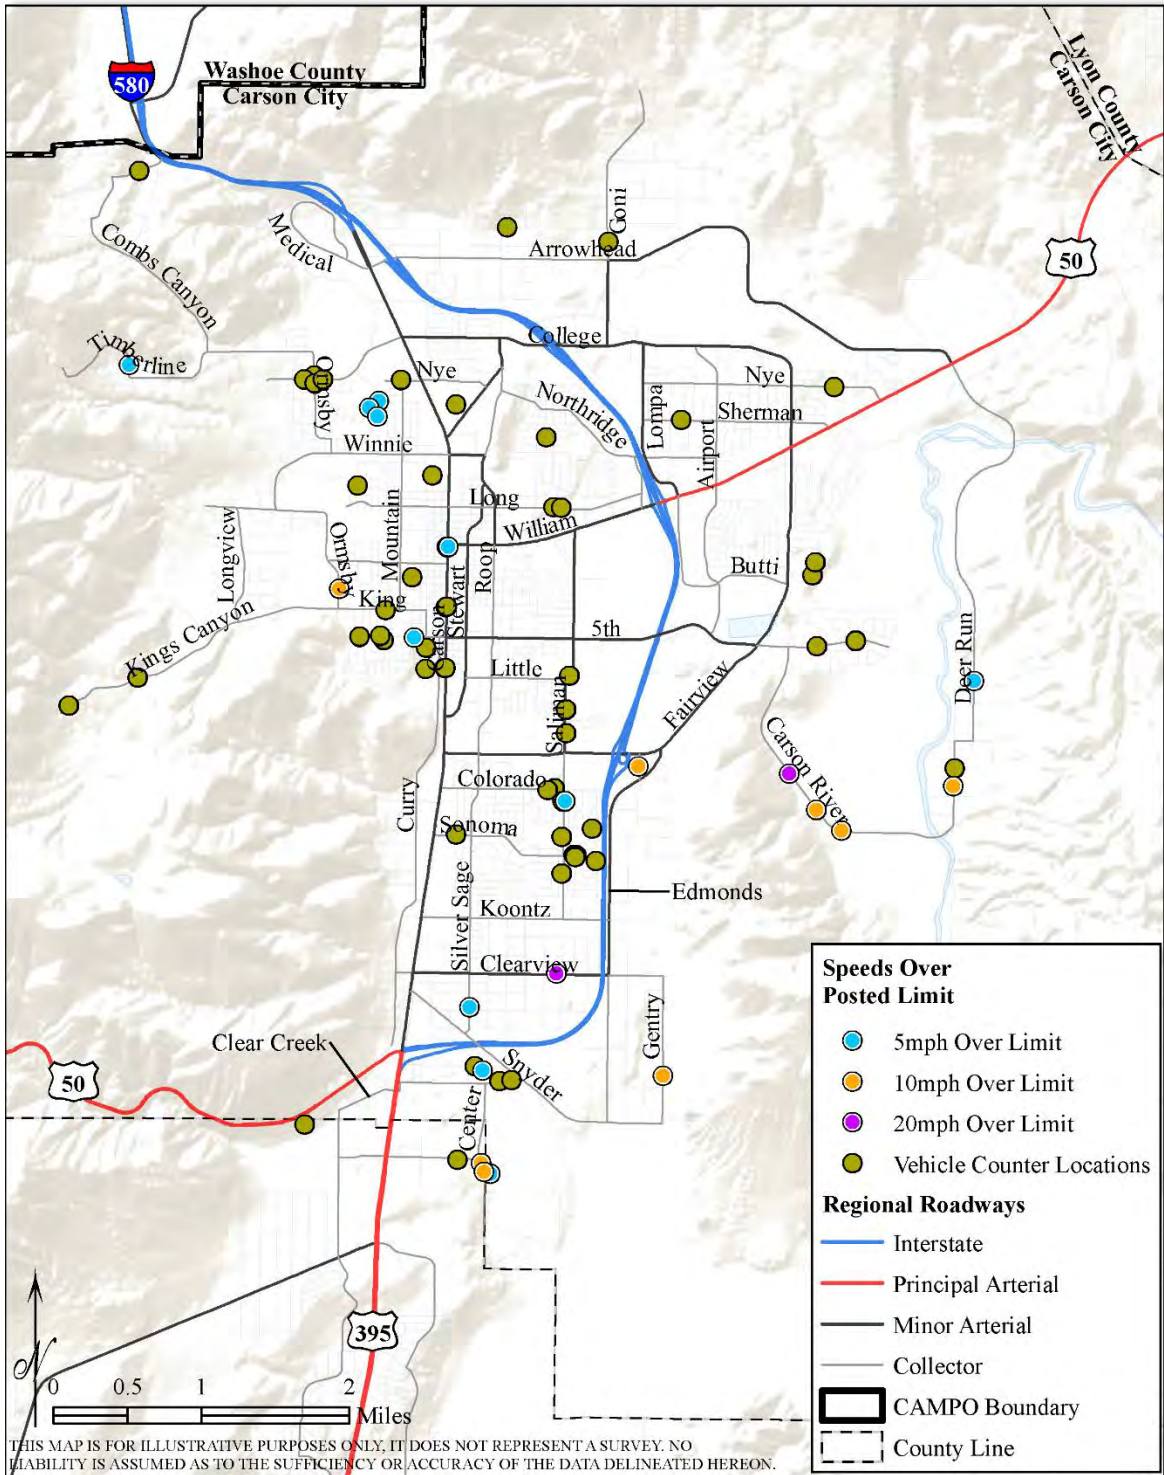 580
Washoe County
Carson City
Lyon County
Carson City
Goni
Medical
Arrowhead
50
Combs Canyon
College
Timberline
Ormsby
Nye
Nye
Northridge
Lompa
Sherman
Airport
Winnie
Long
Mountain
William
Longview
Ormsby
Roop
Butti
Stewart
King
Carson
5th
Kings Canyon
Little
Deer Run
Saliman
Fairview
Carson River
Colorado
Curry
Sonoma
Edmonds
Silver Sage
Koontz
Clearview
Gentry
Clear Creek
Snyder
50
Center
395
N
0 0.5 1 2
Miles
THIS MAP IS FOR ILLUSTRATIVE PURPOSES ONLY, IT DOES NOT REPRESENT A SURVEY. NO
LIABILITY IS ASSUMED AS TO THE SUFFICIENCY OR ACCURACY OF THE DATA DELINEATED HEREON.
Speeds Over
Posted Limit
5mph Over Limit
10mph Over Limit
20mph Over Limit
Vehicle Counter Locations
Regional Roadways
Interstate
Principal Arterial
Minor Arterial
Collector
CAMPO Boundary
County Line